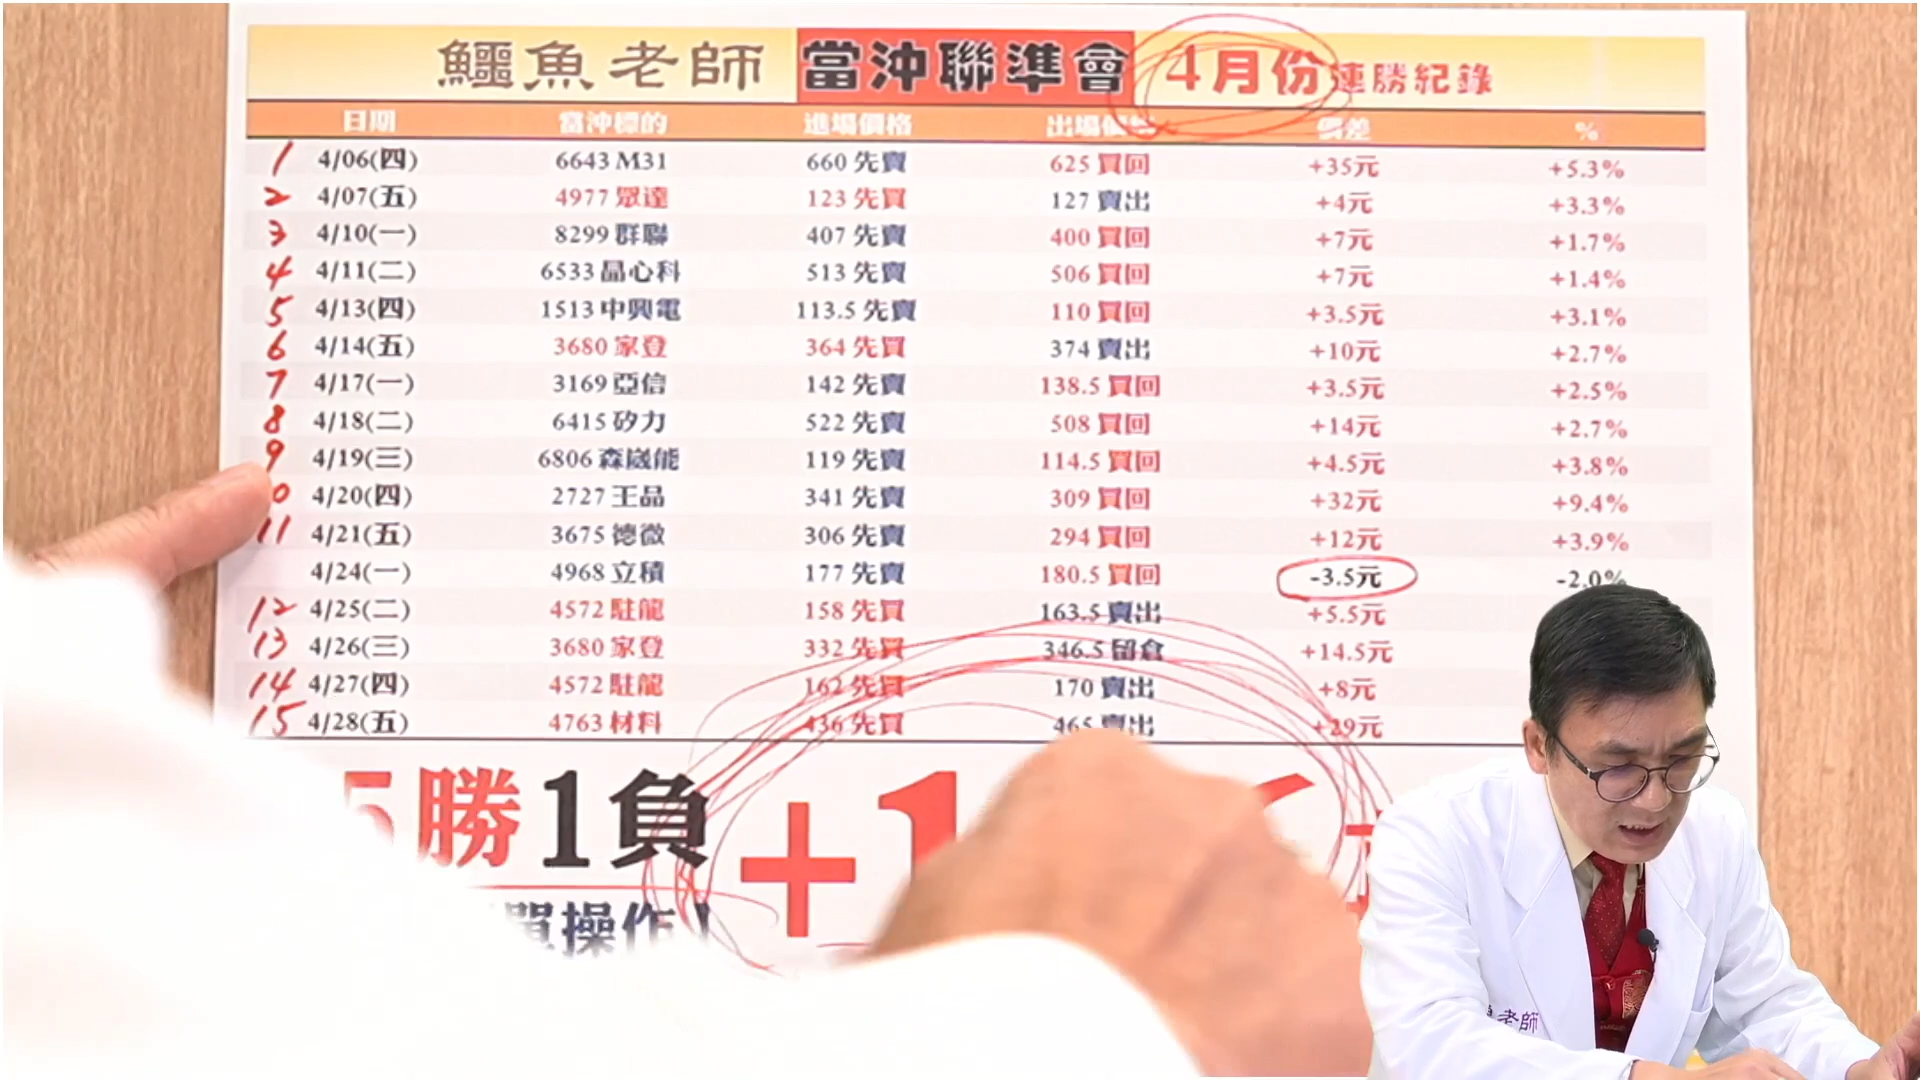 鱷魚老師 當沖聯準會 4月份連勝紀錄
日期 當沖標的 進場價格 出場價 價差 %
1 4/06(四) 6643 M31 660 先賣 625 買回 +35元 +5.3%
2 4/07(五) 4977 眾達 123 先買 127 賣出 +4元 +3.3%
3 4/10(一) 8299 群聯 407 先賣 400 買回 +7元 +1.7%
4 4/11(二) 6533 晶心科 513 先賣 506 買回 +7元 +1.4%
5 4/13(四) 1513 中興電 113.5 先賣 110 買回 +3.5元 +3.1%
6 4/14(五) 3680 家登 364 先買 374 賣出 +10元 +2.7%
7 4/17(一) 3169 亞信 142 先賣 138.5 買回 +3.5元 +2.5%
8 4/18(二) 6415 矽力 522 先賣 508 買回 +14元 +2.7%
9 4/19(三) 6806 森崴能 119 先賣 114.5 買回 +4.5元 +3.8%
0 4/20(四) 2727 王品 341 先賣 309 買回 +32元 +9.4%
11 4/21(五) 3675 德微 306 先賣 294 買回 +12元 +3.9%
4/24(一) 4968 立積 177 先賣 180.5 買回 -3.5元 -2.0%
12 4/25(二) 4572 駐龍 158 先買 163.5 賣出 +5.5元
13 4/26(三) 3680 家登 332 先買 346.5 留倉 +14.5元
14 4/27(四) 4572 駐龍 162 先買 170 賣出 +8元
15 4/28(五) 4763 材料 436 先買 465 賣出 +29元
5勝1負 +1
單操作
老師